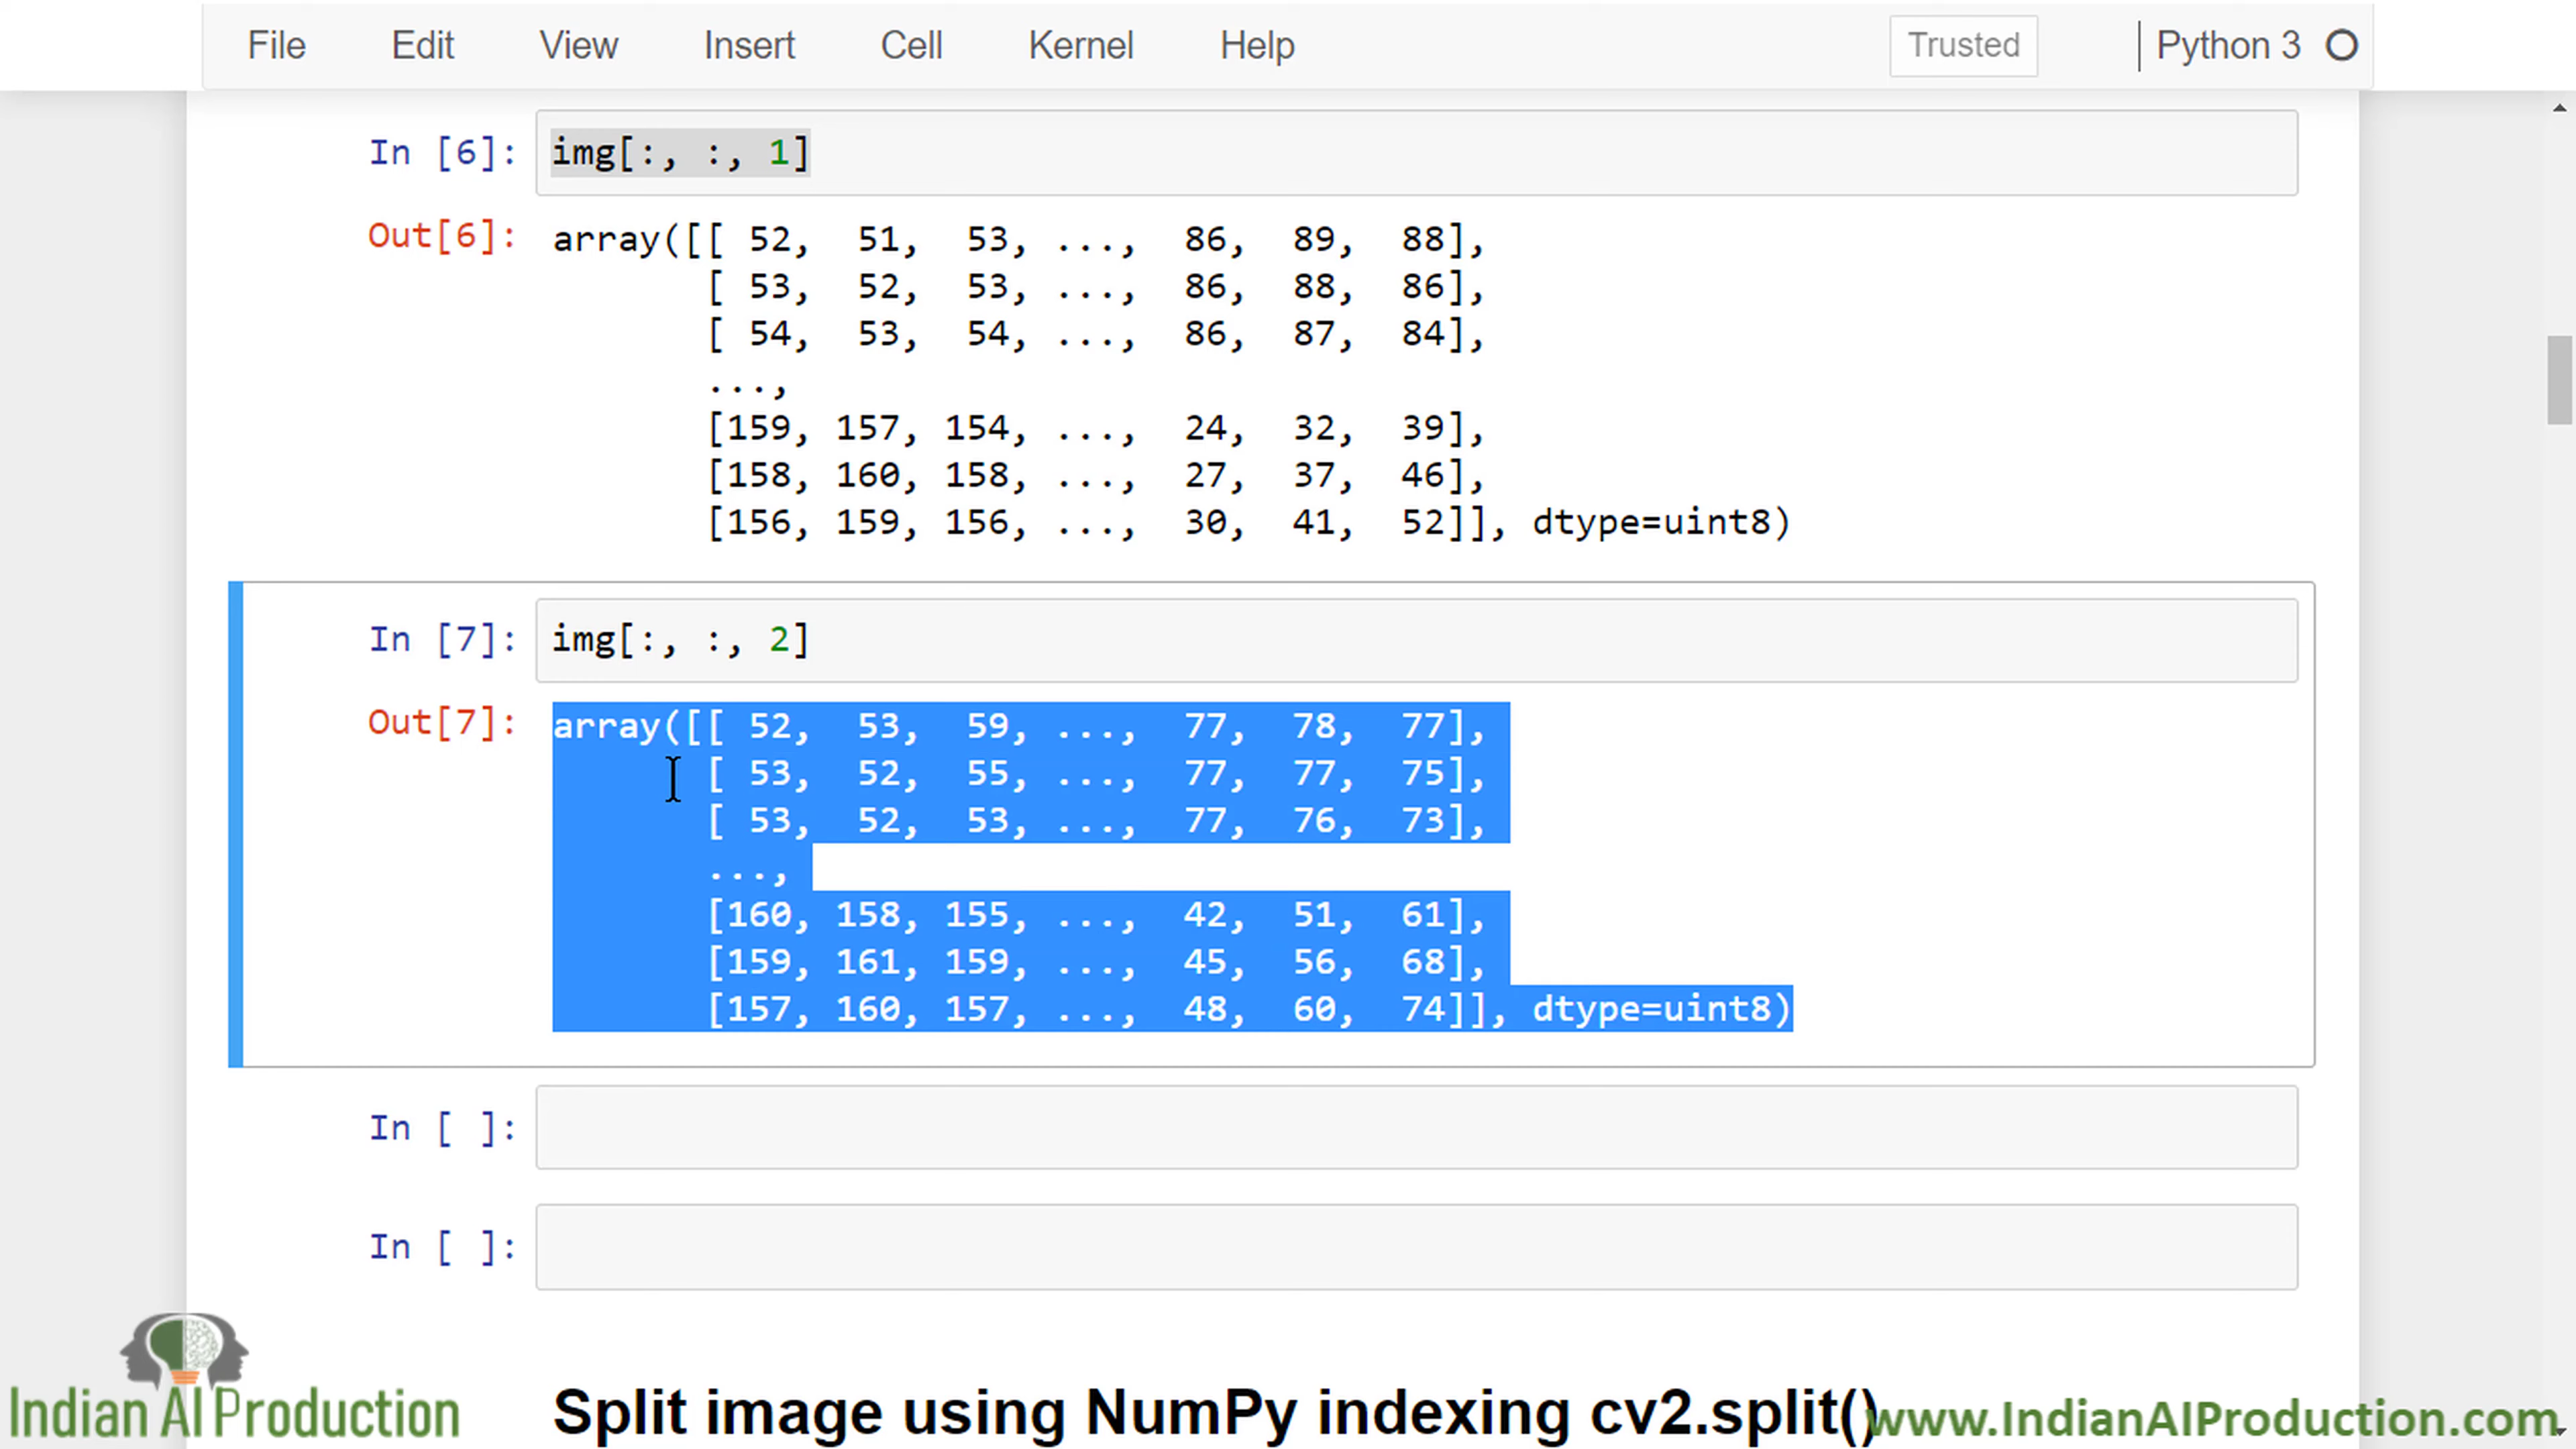 File Edit View Insert Cell Kernel Help Trusted Python 3
In [6]: img[:, :, 1]
Out[6]: array([[ 52, 51, 53, ..., 86, 89, 88],
[ 53, 52, 53, ..., 86, 88, 86],
[ 54, 53, 54, ..., 86, 87, 84],
...,
[159, 157, 154, ..., 24, 32, 39],
[158, 160, 158, ..., 27, 37, 46],
[156, 159, 156, ..., 30, 41, 52]], dtype=uint8)
In [7]: img[:, :, 2]
Out[7]: array([[ 52, 53, 59, ..., 77, 78, 77],
[ 53, 52, 55, ..., 77, 77, 75],
[ 53, 52, 53, ..., 77, 76, 73],
...,
[160, 158, 155, ..., 42, 51, 61],
[159, 161, 159, ..., 45, 56, 68],
[157, 160, 157, ..., 48, 60, 74]], dtype=uint8)
In [ ]:
In [ ]:
Indian AI Production
Split image using NumPy indexing cv2.split()
www.IndianAIProduction.com